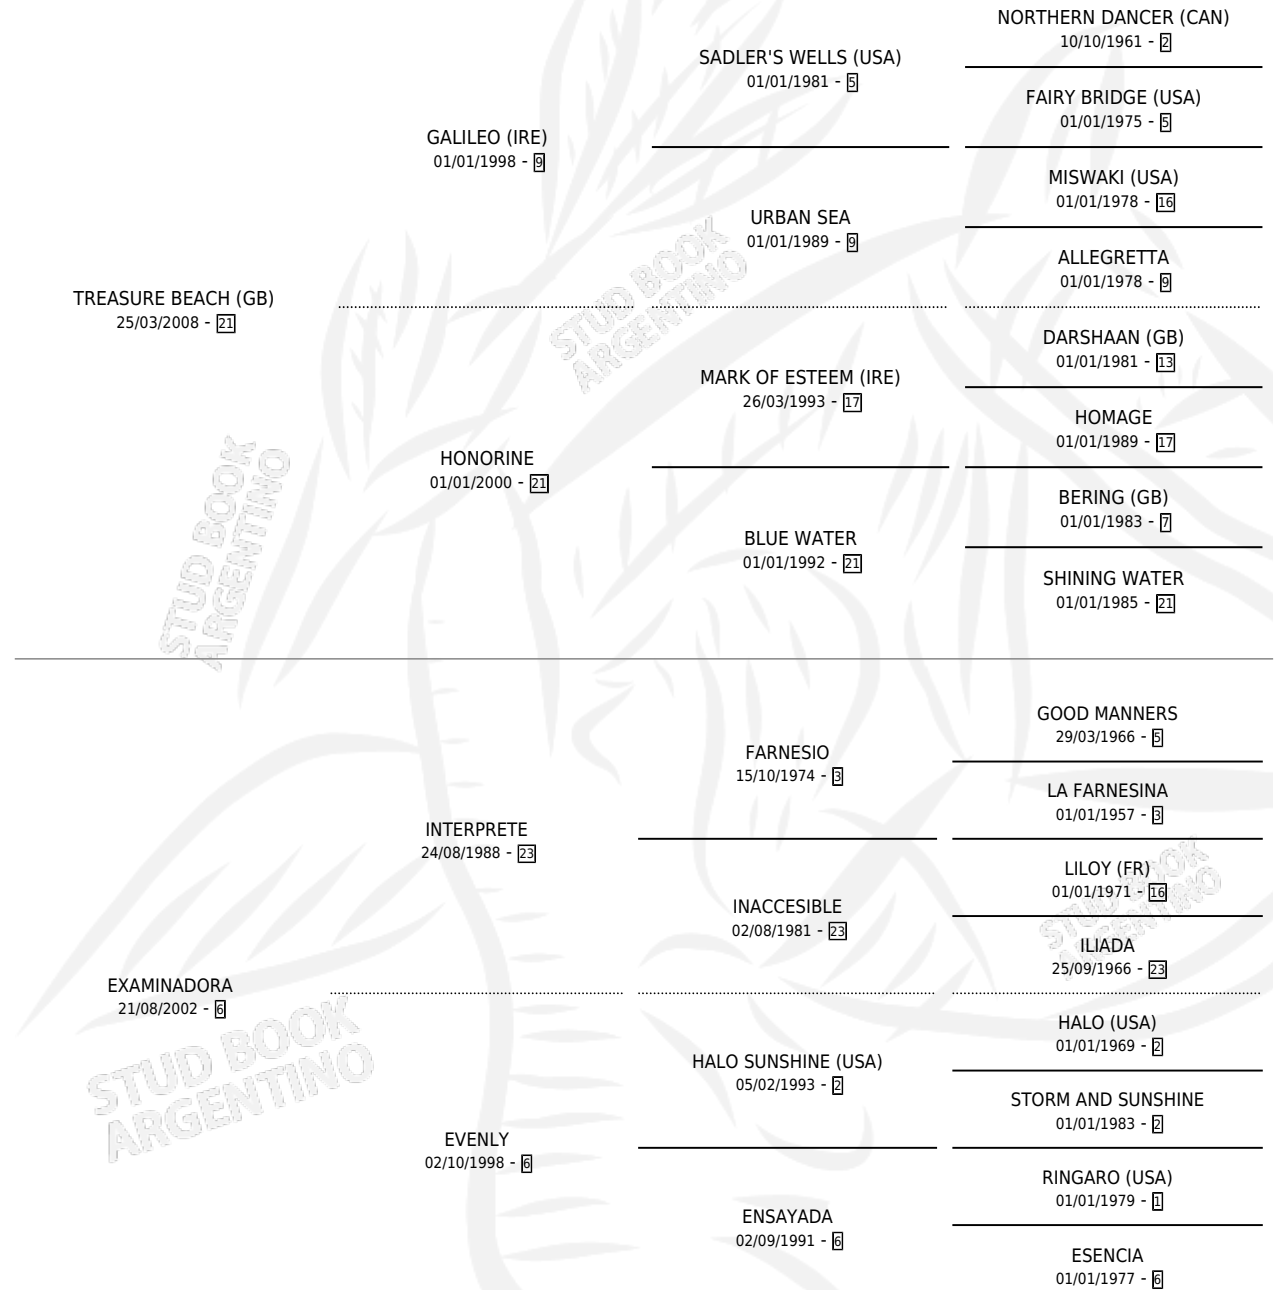 NORTHERN DANCER (CAN)
10/10/1961 - 2
SADLER'S WELLS (USA)
01/01/1981 - 5
FAIRY BRIDGE (USA)
01/01/1975 - 5
GALILEO (IRE)
01/01/1998 - 9
MISWAKI (USA)
01/01/1978 - 16
URBAN SEA
01/01/1989 - 9
ALLEGRETTA
01/01/1978 - 9
TREASURE BEACH (GB)
25/03/2008 - 21
STUD BOOK
ARGENTINO
DARSHAAN (GB)
01/01/1981 - 13
MARK OF ESTEEM (IRE)
26/03/1993 - 17
HOMAGE
01/01/1989 - 17
HONORINE
01/01/2000 - 21
BERING (GB)
01/01/1983 - 7
BLUE WATER
01/01/1992 - 21
SHINING WATER
01/01/1985 - 21
STUD BOOK
ARGENTINO
GOOD MANNERS
29/03/1966 - 5
FARNESIO
15/10/1974 - 3
LA FARNESINA
01/01/1957 - 3
INTERPRETE
24/08/1988 - 23
LILOY (FR)
01/01/1971 - 16
INACCESIBLE
02/08/1981 - 23
ILIADA
25/09/1966 - 23
STUD BOOK
ARGENTINO
EXAMINADORA
21/08/2002 - 6
STUD BOOK
ARGENTINO
HALO (USA)
01/01/1969 - 2
HALO SUNSHINE (USA)
05/02/1993 - 2
STORM AND SUNSHINE
01/01/1983 - 2
EVENLY
02/10/1998 - 6
RINGARO (USA)
01/01/1979 - 1
ENSAYADA
02/09/1991 - 6
ESENCIA
01/01/1977 - 6